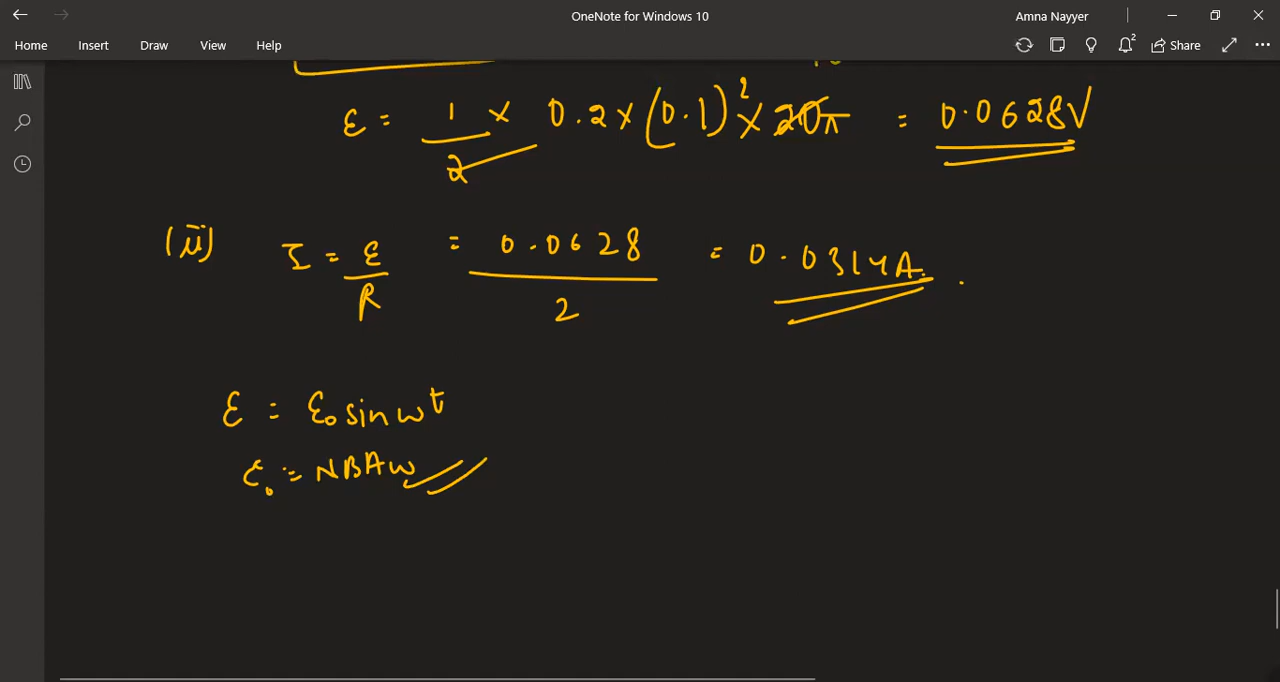 OneNote for Windows 10
Amna Nayyer
Home Insert Draw View Help
2 Share
ε = 1/2 × 0.2 × (0.1)² × 20π = 0.0628V
(ii) I = ε/R = 0.0628/2 = 0.0314A.
ε = ε₀ sin ωt
ε₀ = NBAω